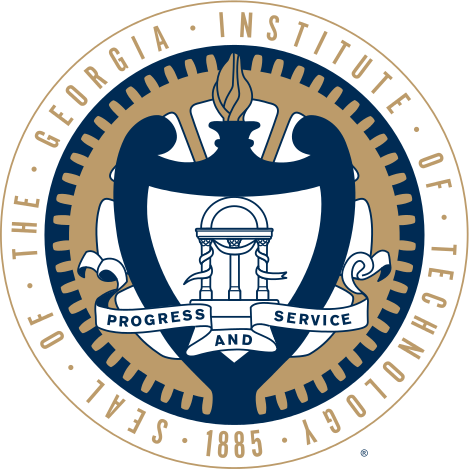 SEAL · OF · THE · GEORGIA · INSTITUTE · OF · TECHNOLOGY
· 1885 ·
PROGRESS
AND
SERVICE
®